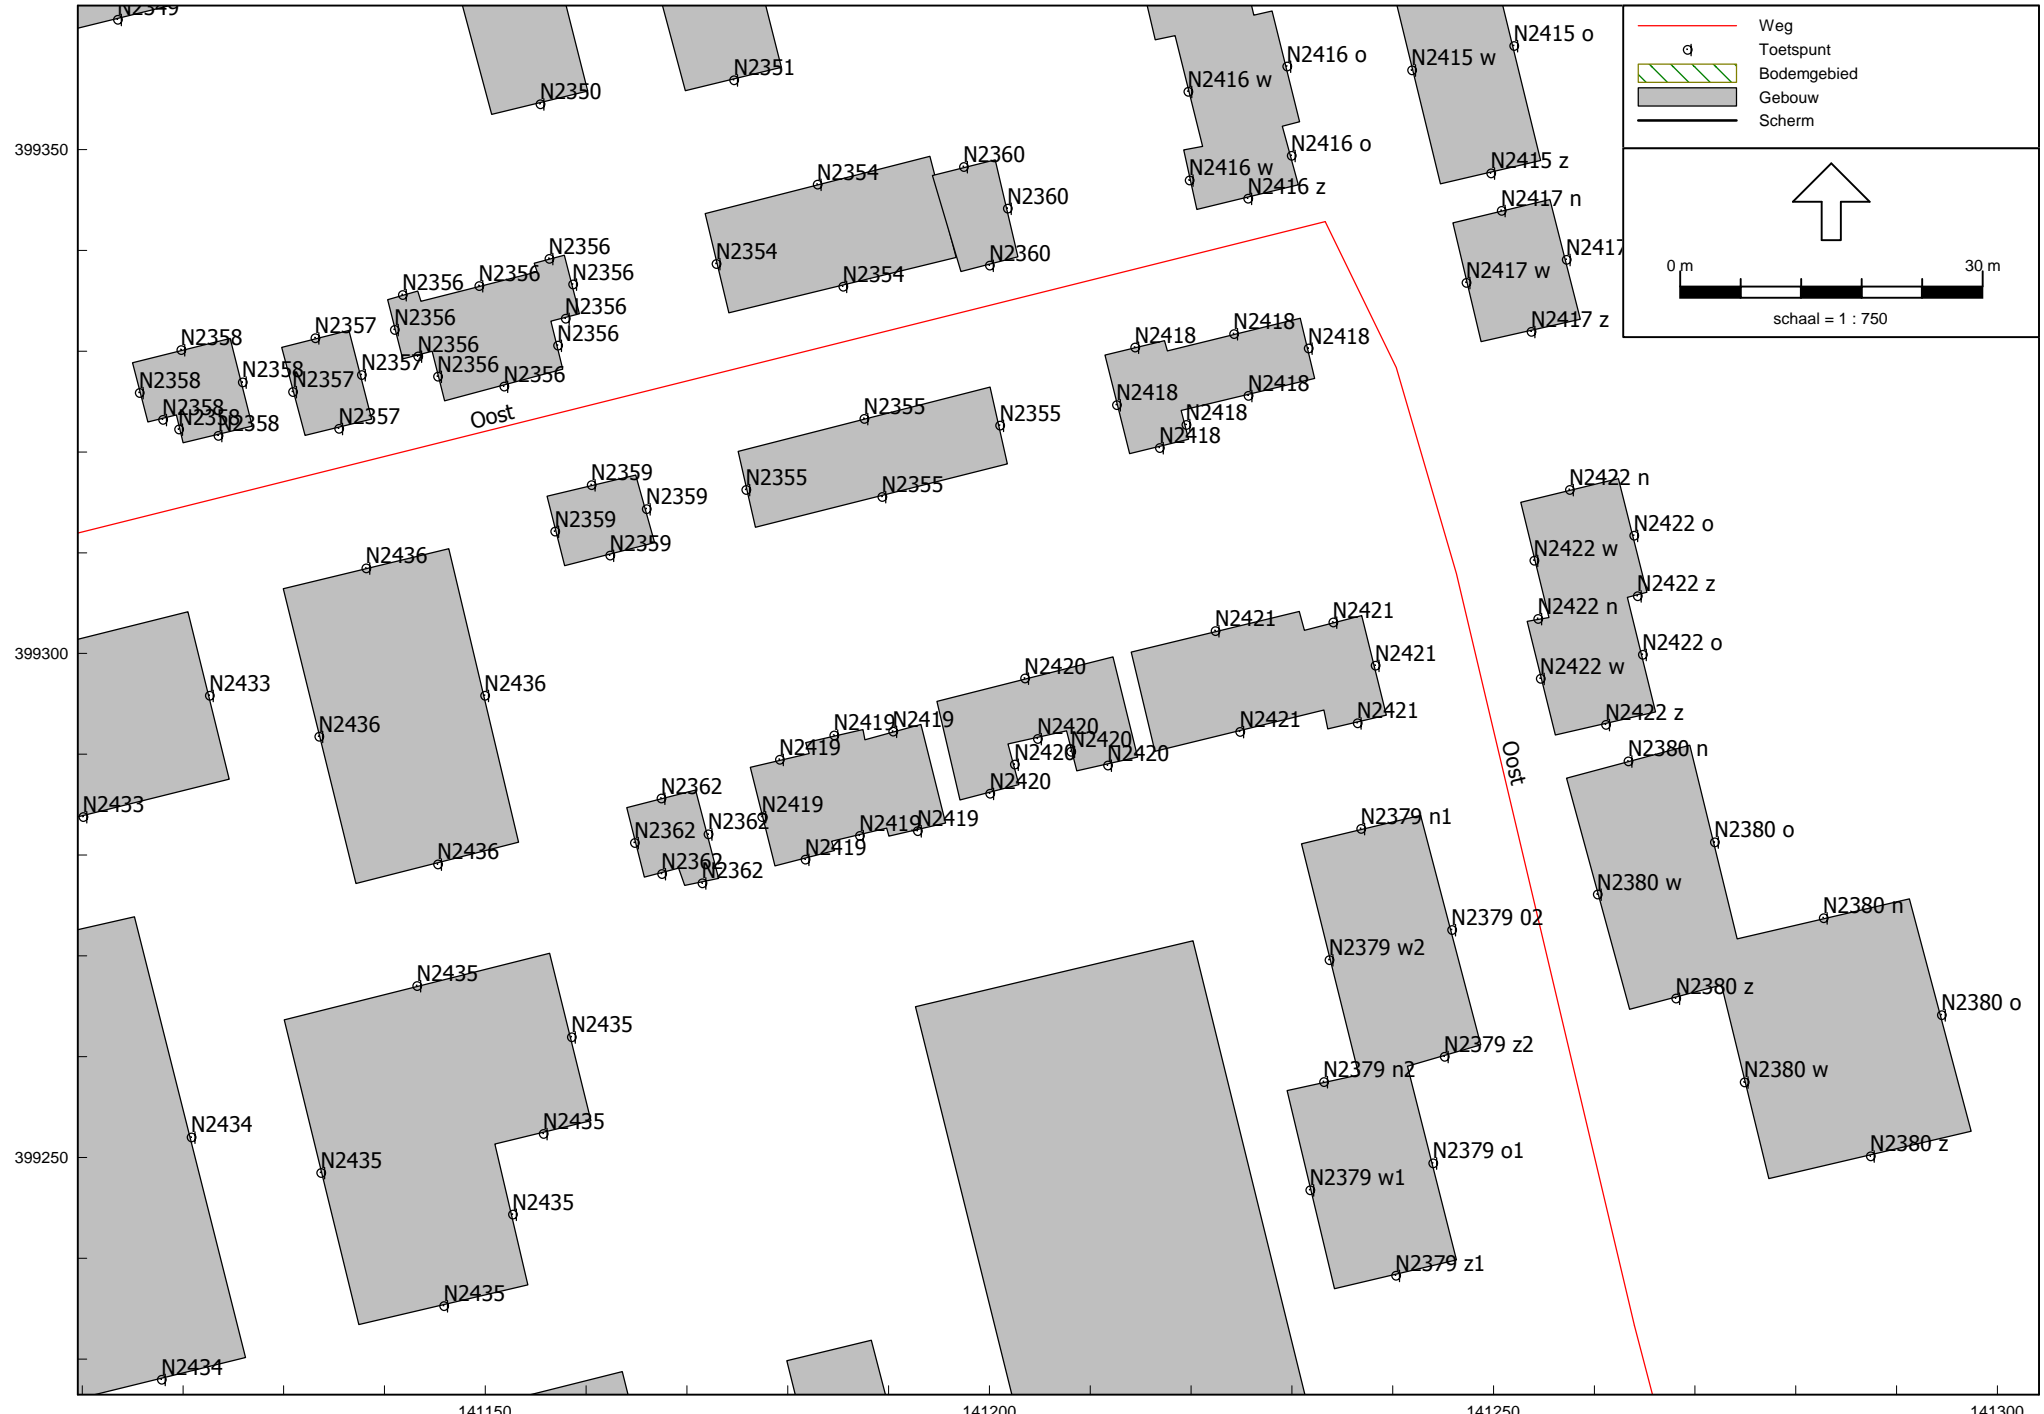 N2349
N2350
N2351
N2416 o
N2416 w
N2415 o
N2415 w
N2416 o
N2416 w
N2416 z
N2415 z
N2417 n
N2417
N2417 w
N2417 z
Weg
Toetspunt
Bodemgebied
Gebouw
Scherm
0 m
30 m
schaal = 1 : 750
399350
N2354
N2360
N2360
N2354
N2360
N2354
N2356
N2356
N2356
N2356
N2356
N2356
N2356
N2356
N2356
N2356
N2357
N2358
N2357
N2358
N2358
N2357
N2358
N2358
N2358
N2357
Oost
N2418
N2418
N2418
N2418
N2418
N2418
N2418
N2355
N2355
N2355
N2355
N2359
N2359
N2359
N2359
N2422 n
N2422 o
N2422 w
N2422 z
N2422 n
N2422 o
N2422 w
N2422 z
N2436
N2436
N2436
N2436
399300
N2433
N2433
N2421
N2421
N2421
N2421
N2421
N2420
N2420
N2420
N2420
N2420
N2420
N2419
N2419
N2419
N2419
N2419
N2419
N2419
N2362
N2362
N2362
N2362
N2362
Oost
N2380 n
N2380 o
N2380 w
N2380 n
N2380 z
N2380 o
N2380 w
N2380 z
N2379 n1
N2379 02
N2379 w2
N2379 z2
N2379 n2
N2379 o1
N2379 w1
N2379 z1
N2435
N2435
N2435
N2435
N2435
N2435
399250
N2434
N2434
141150
141200
141250
141300